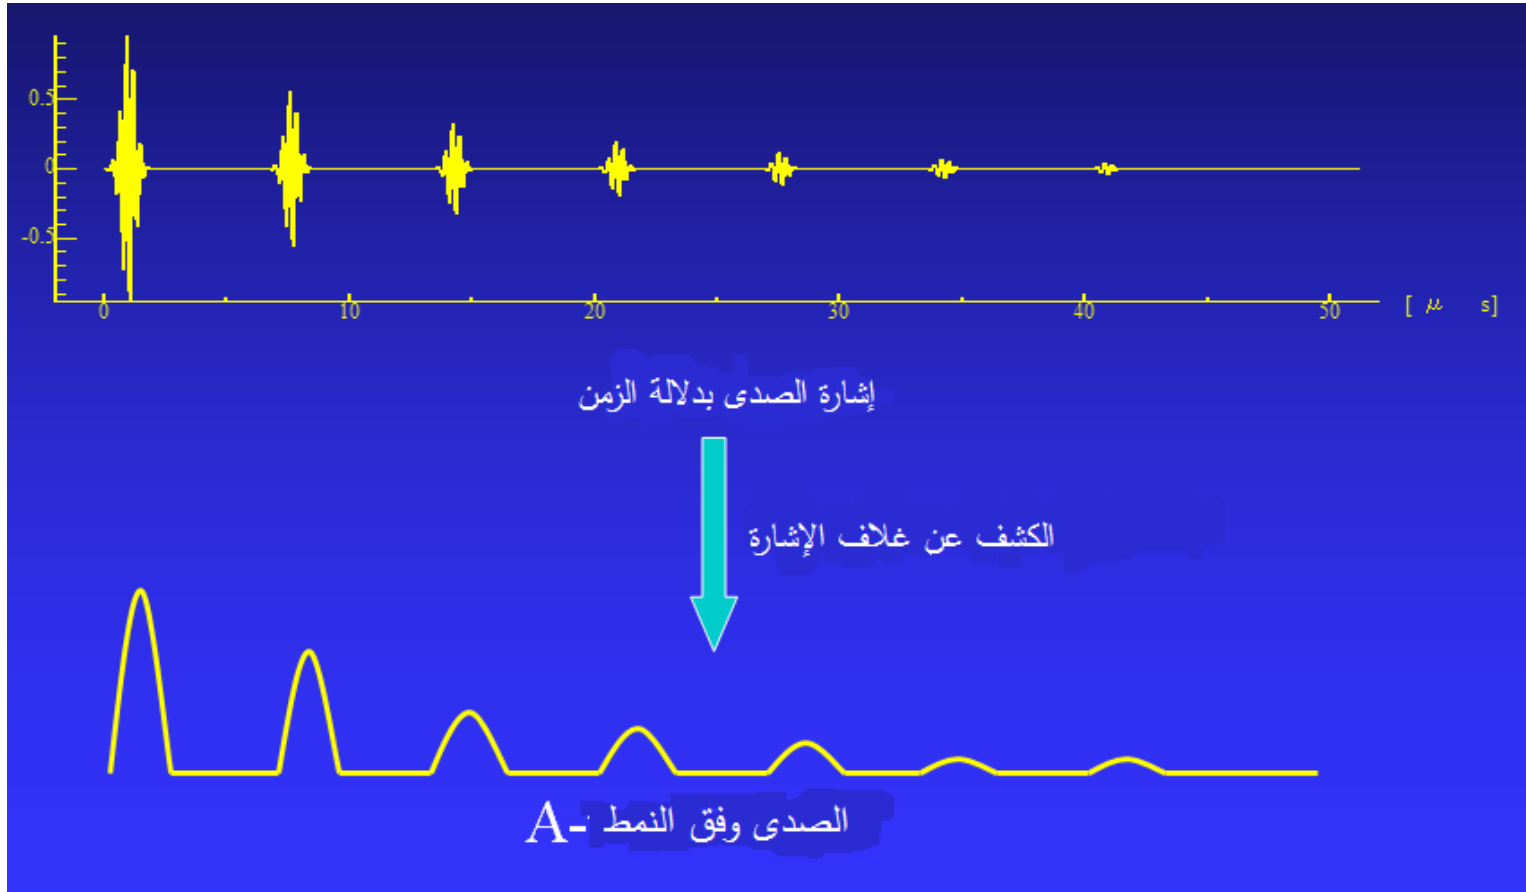 0.5
0
-0.5
0 10 20 30 40 50 [ μ s]
إشارة الصدى بدلالة الزمن
الكشف عن غلاف الإشارة
الصدى وفق النمط A-